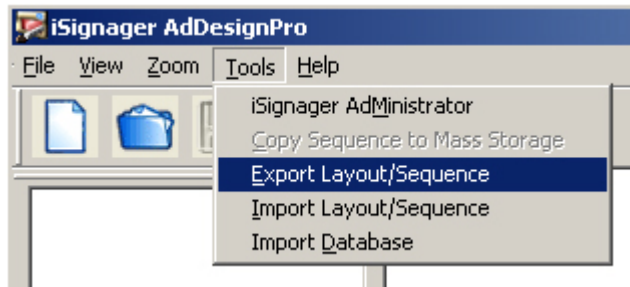 iSignager AdDesignPro
File View Zoom Tools Help
iSignager AdMinistrator
Copy Sequence to Mass Storage
Export Layout/Sequence
Import Layout/Sequence
Import Database